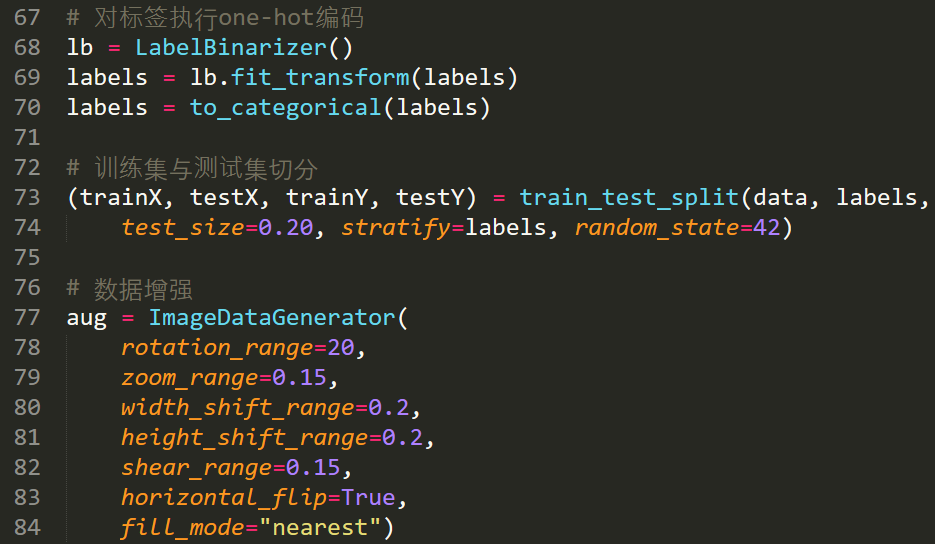 67 # 对标签执行one-hot编码
68 lb = LabelBinarizer()
69 labels = lb.fit_transform(labels)
70 labels = to_categorical(labels)
71
72 # 训练集与测试集切分
73 (trainX, testX, trainY, testY) = train_test_split(data, labels,
74     test_size=0.20, stratify=labels, random_state=42)
75
76 # 数据增强
77 aug = ImageDataGenerator(
78     rotation_range=20,
79     zoom_range=0.15,
80     width_shift_range=0.2,
81     height_shift_range=0.2,
82     shear_range=0.15,
83     horizontal_flip=True,
84     fill_mode="nearest")